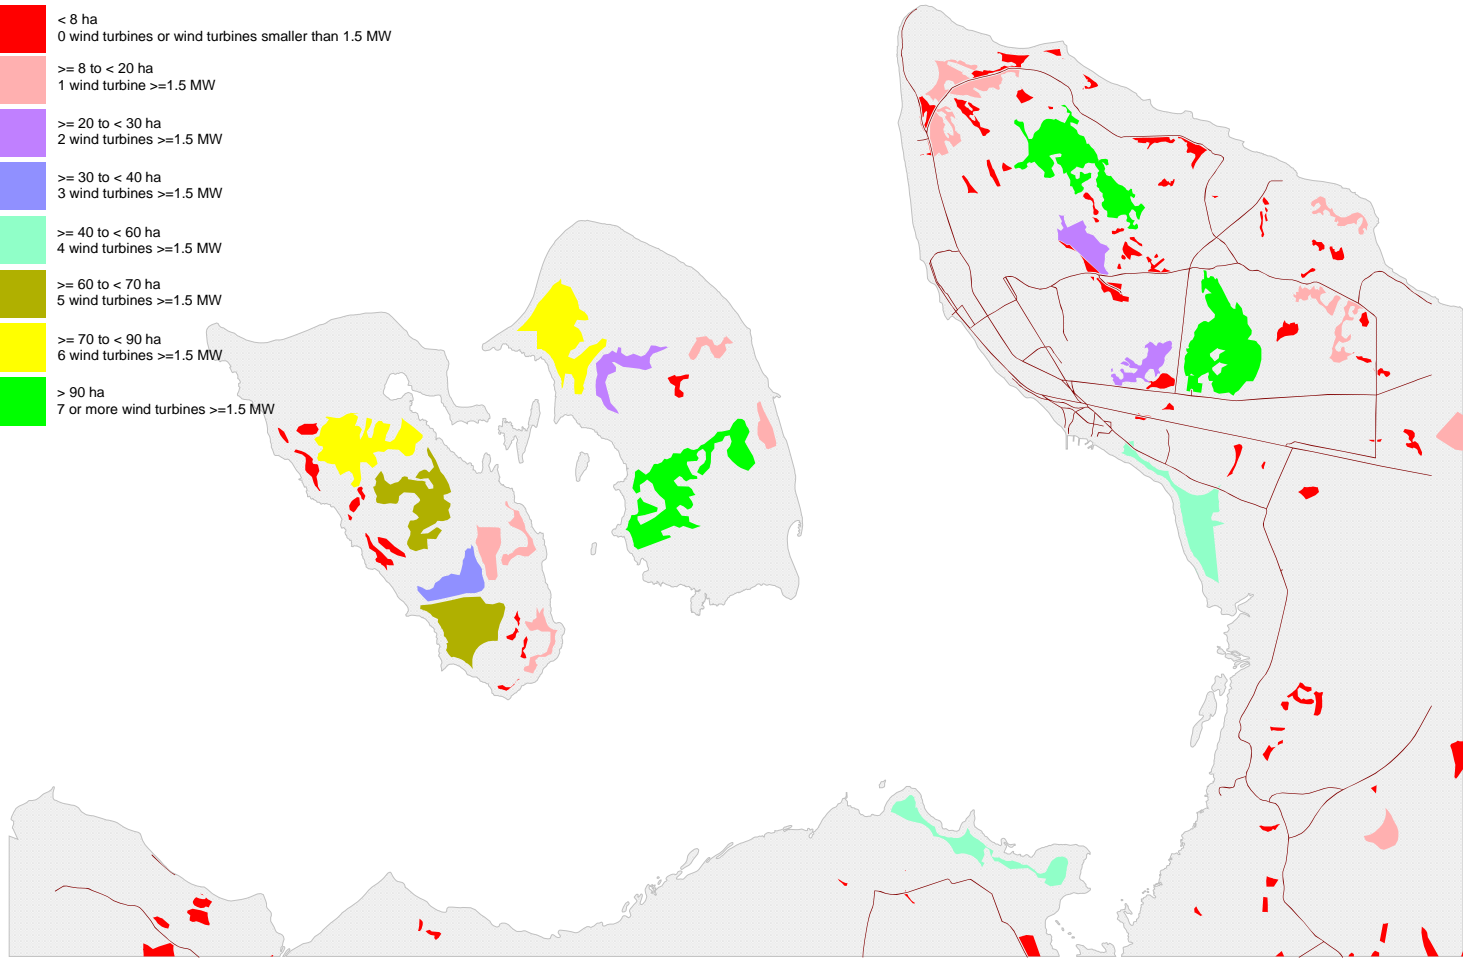 < 8 ha
0 wind turbines or wind turbines smaller than 1.5 MW
>= 8 to < 20 ha
1 wind turbine >=1.5 MW
>= 20 to < 30 ha
2 wind turbines >=1.5 MW
>= 30 to < 40 ha
3 wind turbines >=1.5 MW
>= 40 to < 60 ha
4 wind turbines >=1.5 MW
>= 60 to < 70 ha
5 wind turbines >=1.5 MW
>= 70 to < 90 ha
6 wind turbines >=1.5 MW
> 90 ha
7 or more wind turbines >=1.5 MW